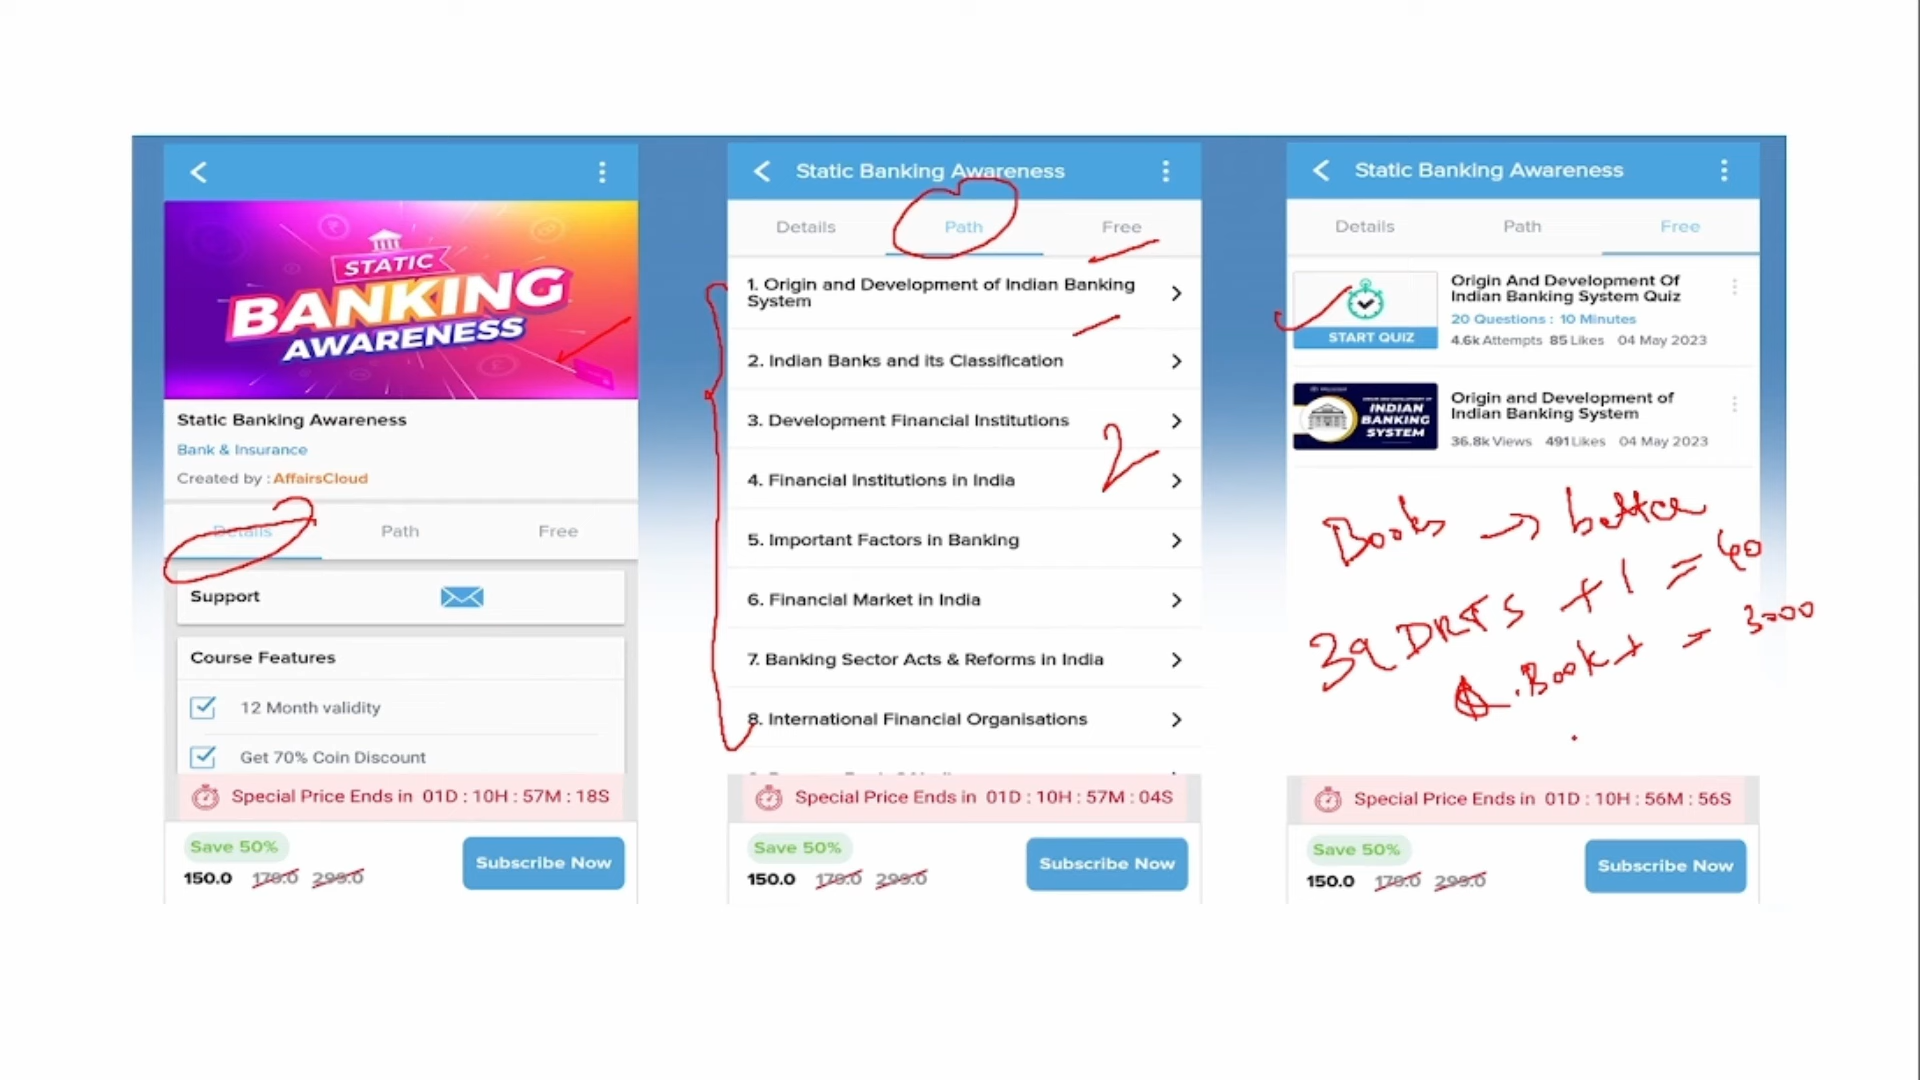 STATIC
BANKING
AWARENESS
Static Banking Awareness
Bank & Insurance
Created by : AffairsCloud
Details Path Free
Support
Course Features
12 Month validity
Get 70% Coin Discount
Special Price Ends in 01D : 10H : 57M : 18S
Save 50%
150.0 179.0 299.0
Subscribe Now
Static Banking Awareness
Details Path Free
1. Origin and Development of Indian Banking
System
2. Indian Banks and its Classification
3. Development Financial Institutions
4. Financial Institutions in India
5. Important Factors in Banking
6. Financial Market in India
7. Banking Sector Acts & Reforms in India
8. International Financial Organisations
2
Special Price Ends in 01D : 10H : 57M : 04S
Save 50%
150.0 179.0 299.0
Subscribe Now
Static Banking Awareness
Details Path Free
START QUIZ
Origin And Development Of
Indian Banking System Quiz
20 Questions : 10 Minutes
4.6k Attempts 85 Likes 04 May 2023
INDIAN
BANKING
SYSTEM
Origin and Development of
Indian Banking System
36.8k Views 491 Likes 04 May 2023
Books → better
39 DRTS + 1 = 40
Book + = 3000
Special Price Ends in 01D : 10H : 56M : 56S
Save 50%
150.0 179.0 299.0
Subscribe Now